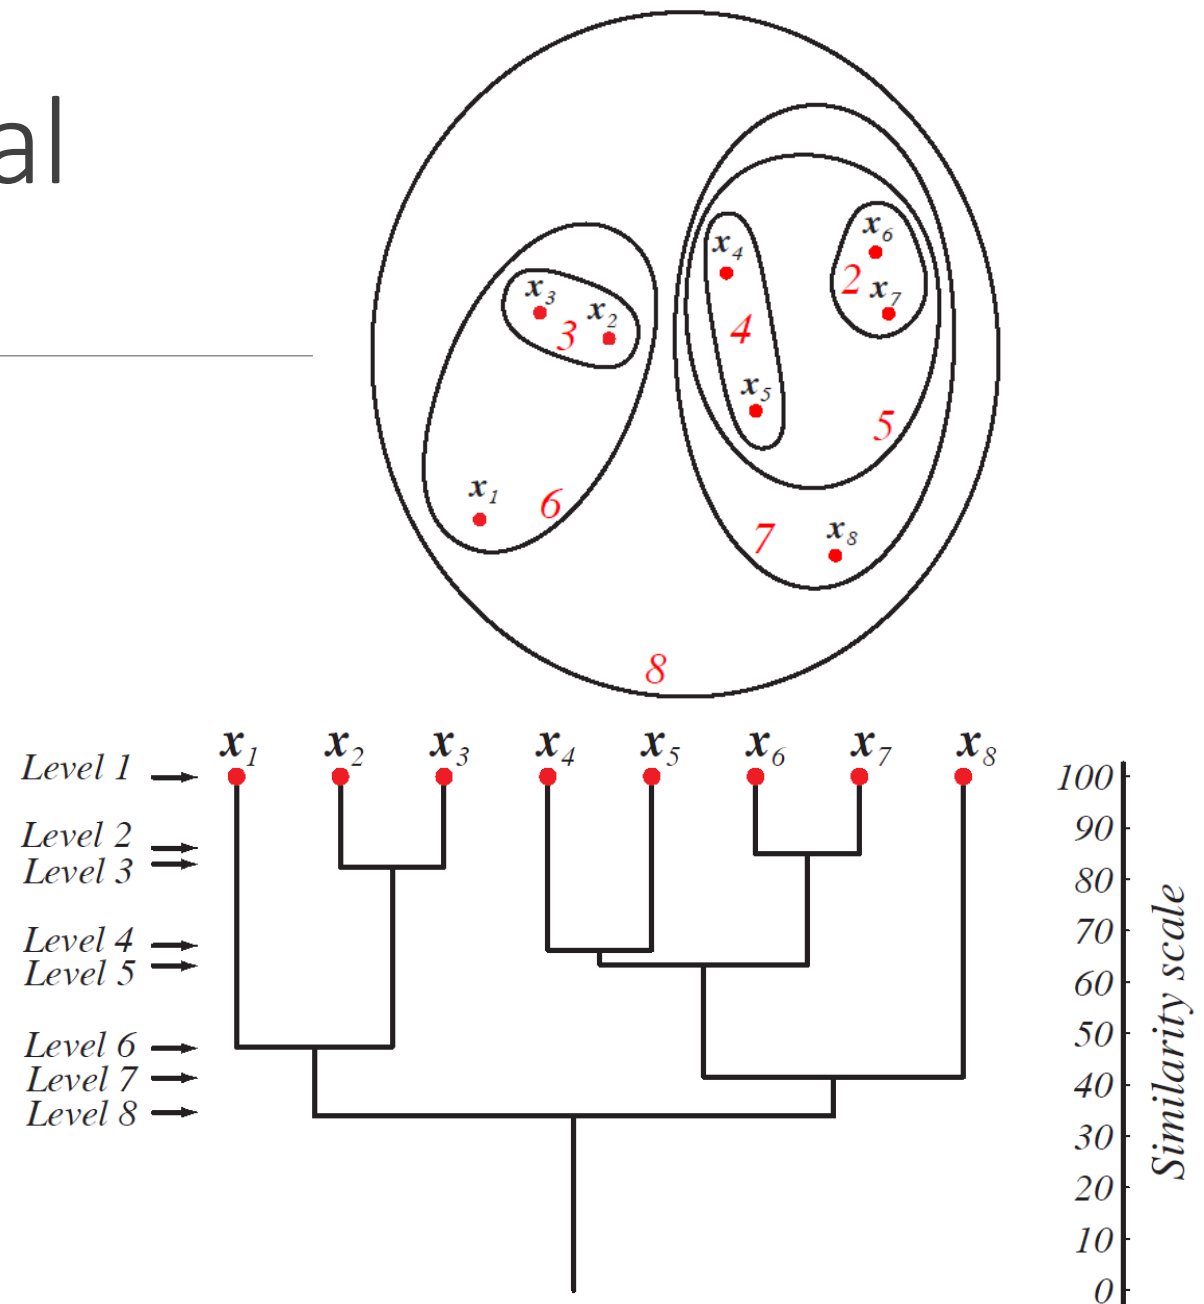 al
x₆
x₄
x₃
2
x₇
x₂
3
4
x₅
5
x₁
6
7
x₈
8
x₁ x₂ x₃ x₄ x₅ x₆ x₇ x₈
Level 1
Level 2
Level 3
Level 4
Level 5
Level 6
Level 7
Level 8
100
90
80
70
60
50
40
30
20
10
0
Similarity scale